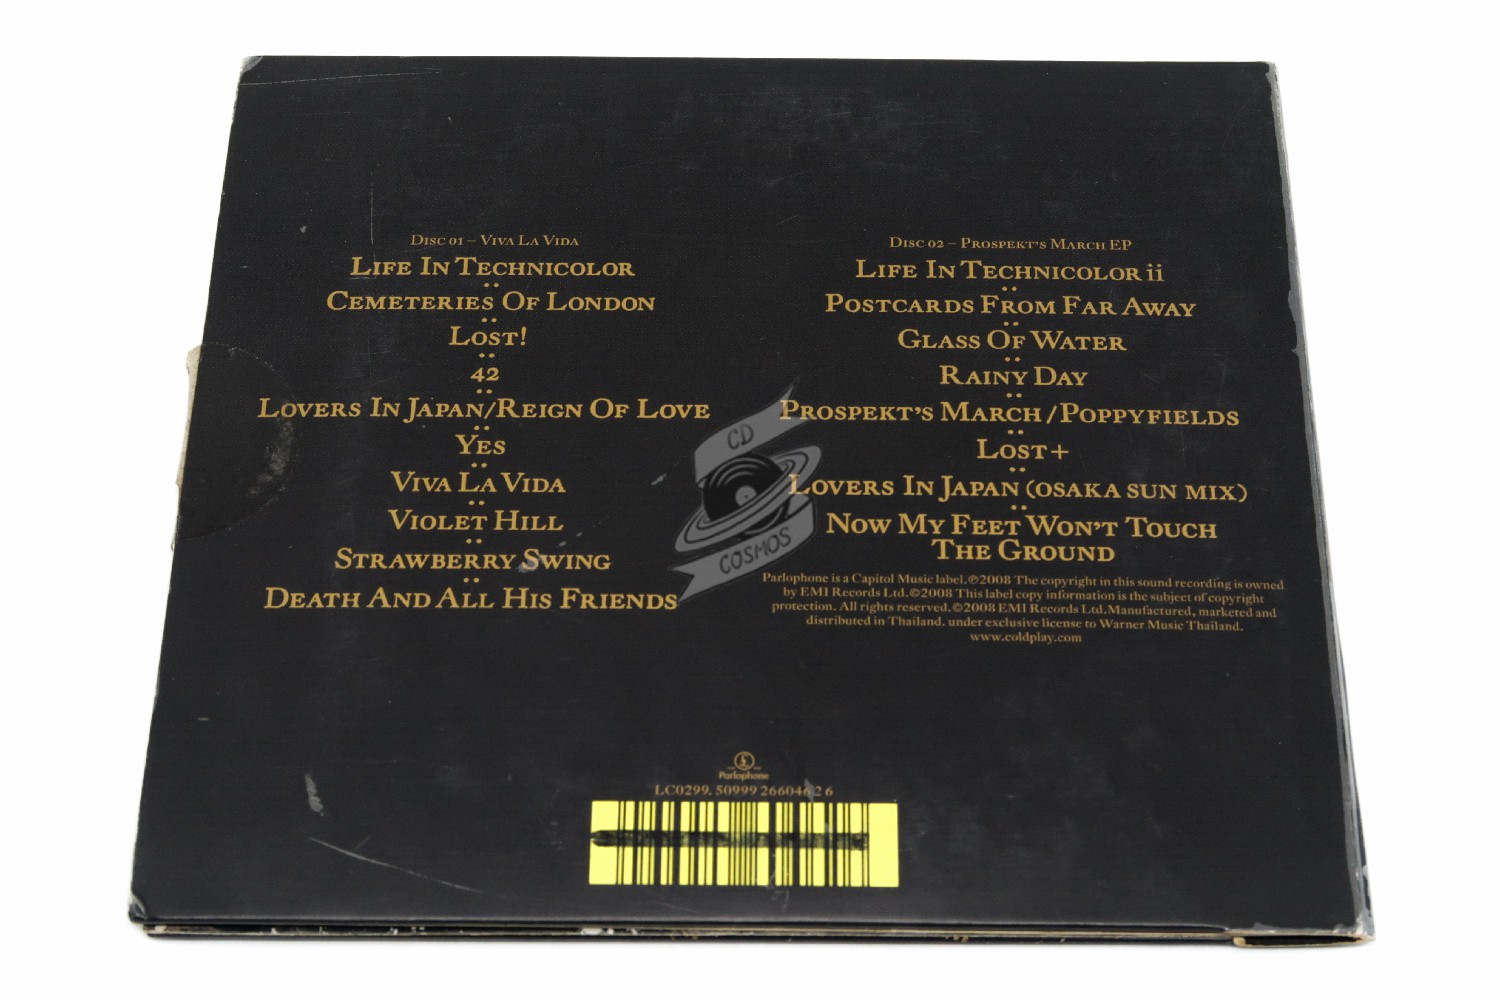 Disc 01 – Viva La Vida
Life In Technicolor
Cemeteries Of London
Lost!
42
Lovers In Japan/Reign Of Love
Yes
Viva La Vida
Violet Hill
Strawberry Swing
Death And All His Friends
Disc 02 – Prospekt's March EP
Life In Technicolor ii
Postcards From Far Away
Glass Of Water
Rainy Day
Prospekt's March/Poppyfields
Lost+
Lovers In Japan (Osaka Sun Mix)
Now My Feet Won't Touch
The Ground
Parlophone is a Capitol Music label. ℗2008 The copyright in this sound recording is owned
by EMI Records Ltd. ©2008 This label copy information is the subject of copyright
protection. All rights reserved. ©2008 EMI Records Ltd. Manufactured, marketed and
distributed in Thailand. under exclusive license to Warner Music Thailand.
www.coldplay.com
CD
COSMOS
Parlophone
LC0299. 50999 266046 2 6